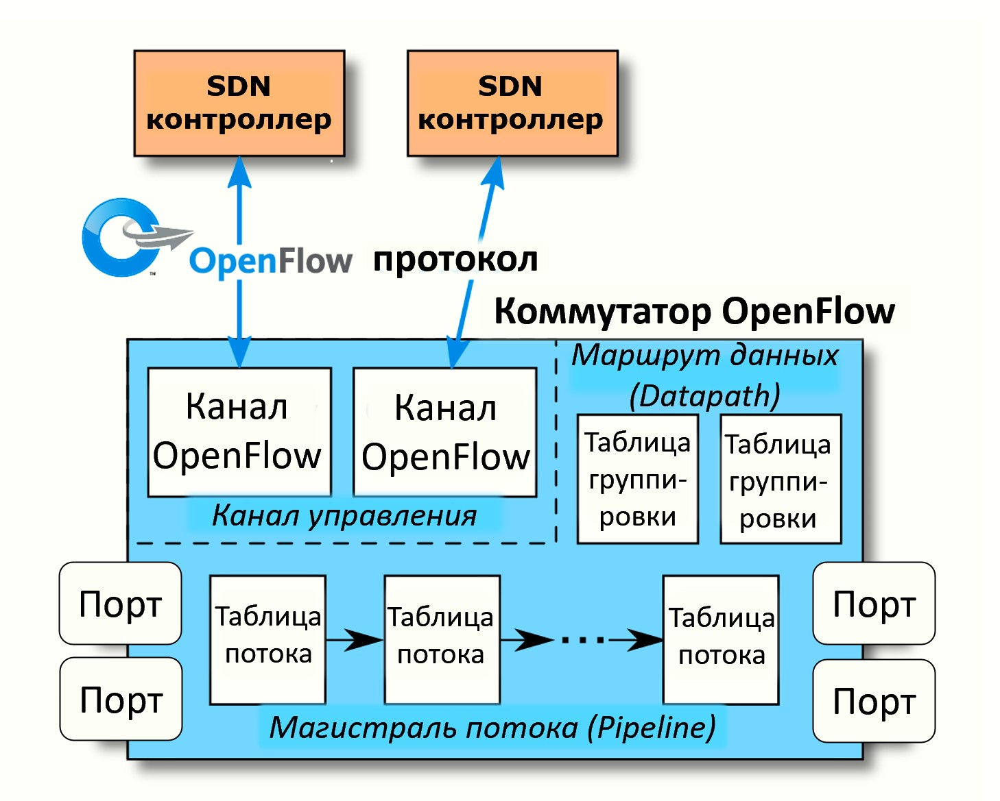 SDN
контроллер
SDN
контроллер
OpenFlow
™
протокол
Коммутатор OpenFlow
Маршрут данных
(Datapath)
Канал
OpenFlow
Канал
OpenFlow
Канал управления
Таблица
группи-
ровки
Таблица
группи-
ровки
Порт
Порт
Таблица
потока
Таблица
потока
...
Таблица
потока
Порт
Порт
Магистраль потока (Pipeline)